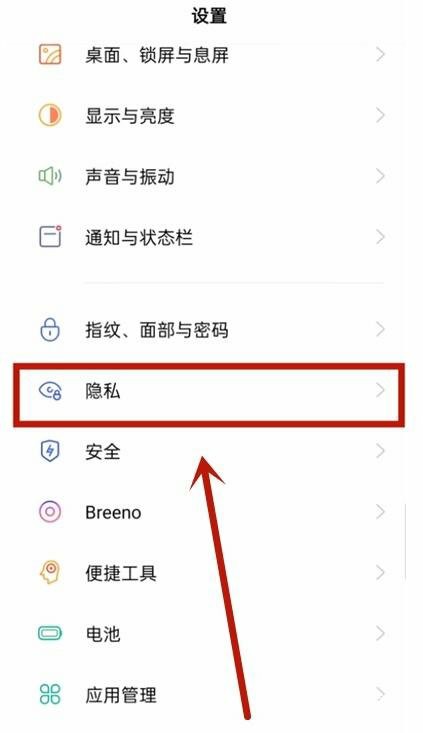 设置
桌面、锁屏与息屏
显示与亮度
声音与振动
通知与状态栏
指纹、面部与密码
隐私
安全
Breeno
便捷工具
电池
应用管理